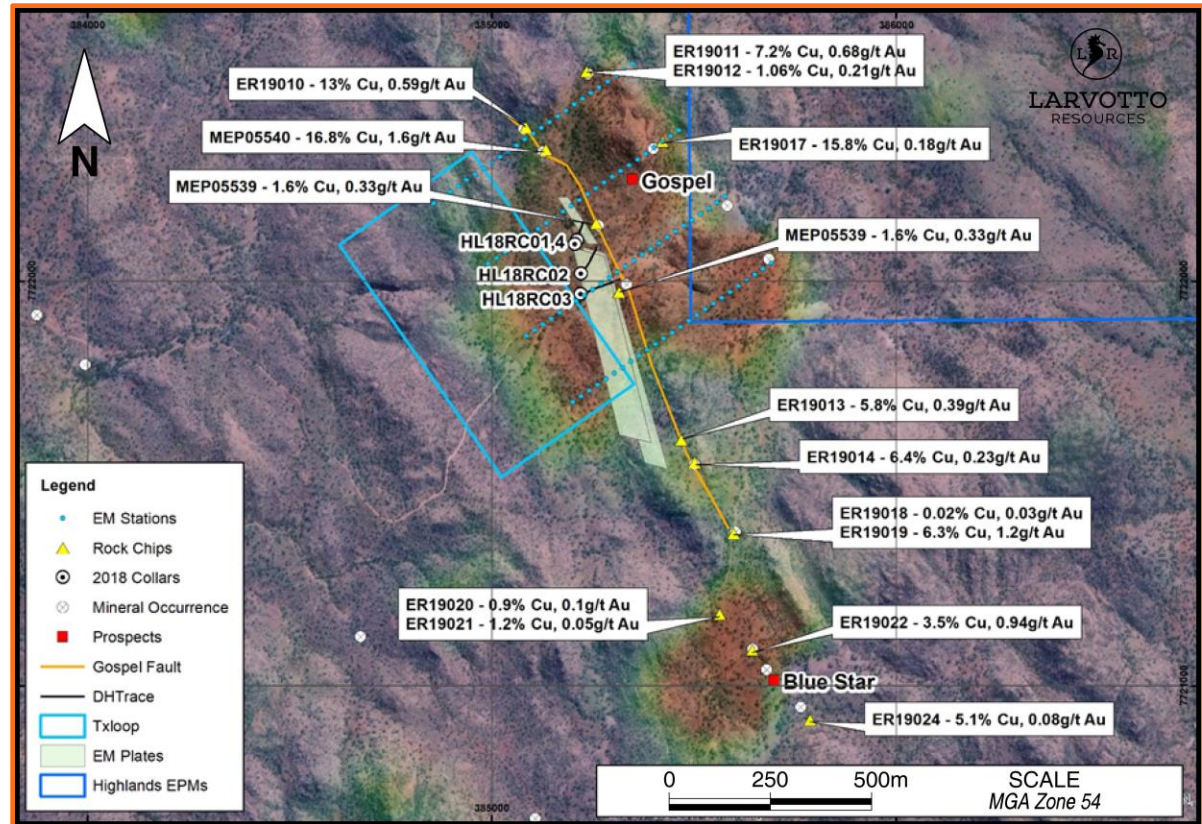 384000
385000
386000
L R
LARVOTTO
RESOURCES
ER19011 - 7.2% Cu, 0.68g/t Au
ER19012 - 1.06% Cu, 0.21g/t Au
ER19010 - 13% Cu, 0.59g/t Au
MEP05540 - 16.8% Cu, 1.6g/t Au
ER19017 - 15.8% Cu, 0.18g/t Au
N
Gospel
MEP05539 - 1.6% Cu, 0.33g/t Au
MEP05539 - 1.6% Cu, 0.33g/t Au
HL18RC01,4
HL18RC02
HL18RC03
7722000
7722000
ER19013 - 5.8% Cu, 0.39g/t Au
ER19014 - 6.4% Cu, 0.23g/t Au
ER19018 - 0.02% Cu, 0.03g/t Au
ER19019 - 6.3% Cu, 1.2g/t Au
ER19020 - 0.9% Cu, 0.1g/t Au
ER19021 - 1.2% Cu, 0.05g/t Au
ER19022 - 3.5% Cu, 0.94g/t Au
Blue Star
7721000
ER19024 - 5.1% Cu, 0.08g/t Au
Legend
EM Stations
Rock Chips
2018 Collars
Mineral Occurrence
Prospects
Gospel Fault
DHTrace
Txloop
EM Plates
Highlands EPMs
0 250 500m
SCALE
MGA Zone 54
385000